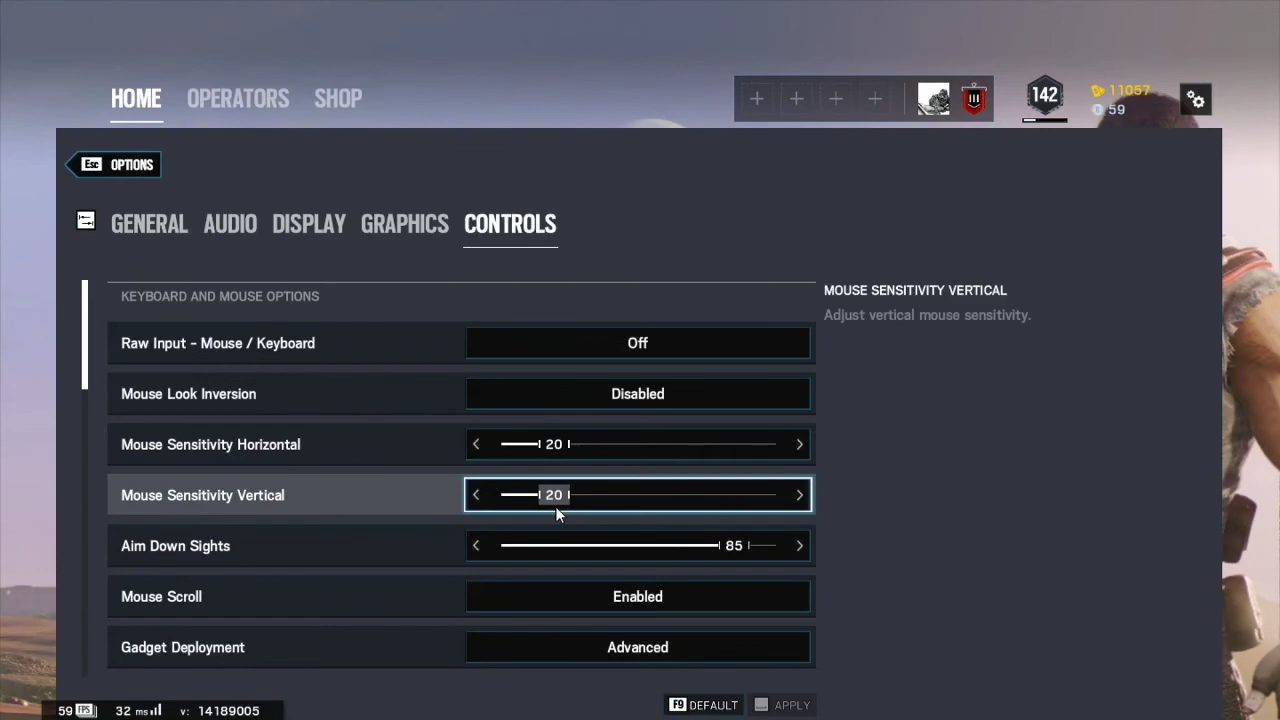 HOME OPERATORS SHOP
III
142
11057
59
Esc OPTIONS
GENERAL AUDIO DISPLAY GRAPHICS CONTROLS
KEYBOARD AND MOUSE OPTIONS
Raw Input - Mouse / Keyboard Off
Mouse Look Inversion Disabled
Mouse Sensitivity Horizontal 20
Mouse Sensitivity Vertical 20
Aim Down Sights 85
Mouse Scroll Enabled
Gadget Deployment Advanced
MOUSE SENSITIVITY VERTICAL
Adjust vertical mouse sensitivity.
F9 DEFAULT APPLY
59 FPS 32 ms v: 14189005